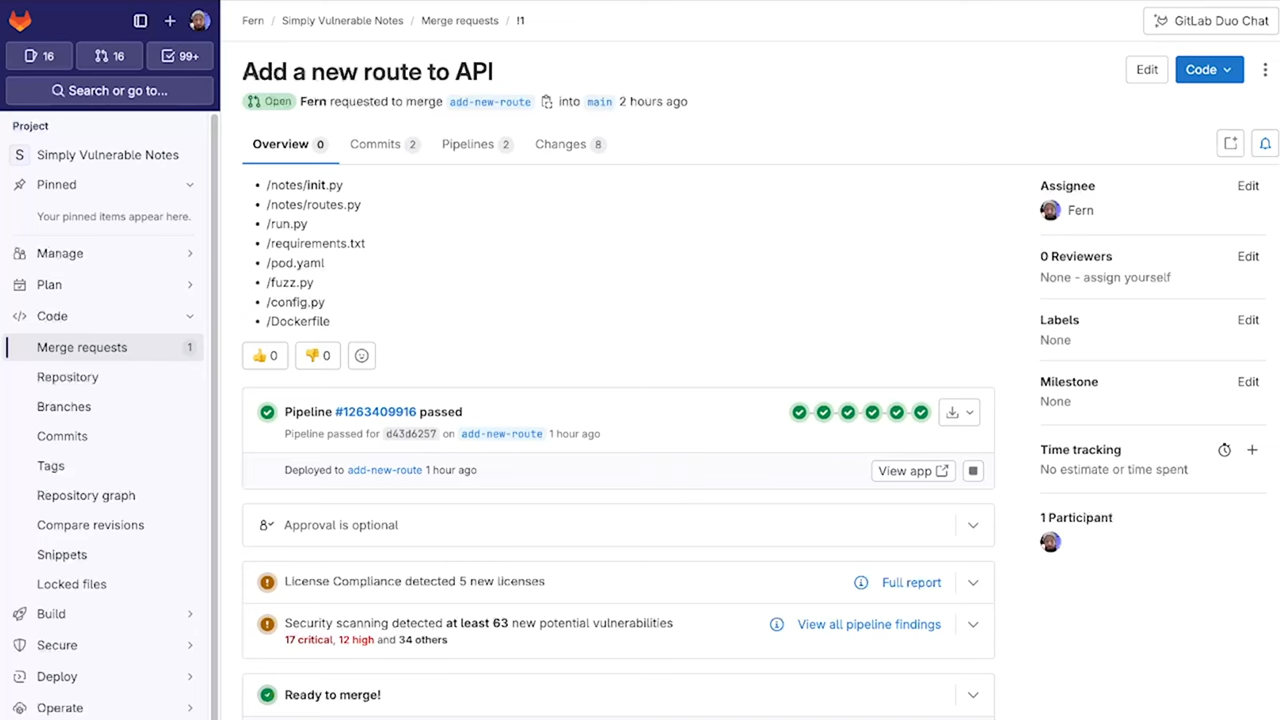 Fern / Simply Vulnerable Notes / Merge requests / !1
GitLab Duo Chat
16
16
99+
Search or go to...
Project
S Simply Vulnerable Notes
Pinned
Your pinned items appear here.
Manage
Plan
Code
Merge requests 1
Repository
Branches
Commits
Tags
Repository graph
Compare revisions
Snippets
Locked files
Build
Secure
Deploy
Operate
Add a new route to API
Edit
Code
Open Fern requested to merge add-new-route into main 2 hours ago
Overview 0
Commits 2
Pipelines 2
Changes 8
• /notes/init.py
• /notes/routes.py
• /run.py
• /requirements.txt
• /pod.yaml
• /fuzz.py
• /config.py
• /Dockerfile
👍 0
👎 0
Pipeline #1263409916 passed
Pipeline passed for d43d6257 on add-new-route 1 hour ago
Deployed to add-new-route 1 hour ago
View app
Approval is optional
License Compliance detected 5 new licenses
Full report
Security scanning detected at least 63 new potential vulnerabilities
17 critical, 12 high and 34 others
View all pipeline findings
Ready to merge!
Assignee
Edit
Fern
0 Reviewers
Edit
None - assign yourself
Labels
Edit
None
Milestone
Edit
None
Time tracking
No estimate or time spent
1 Participant